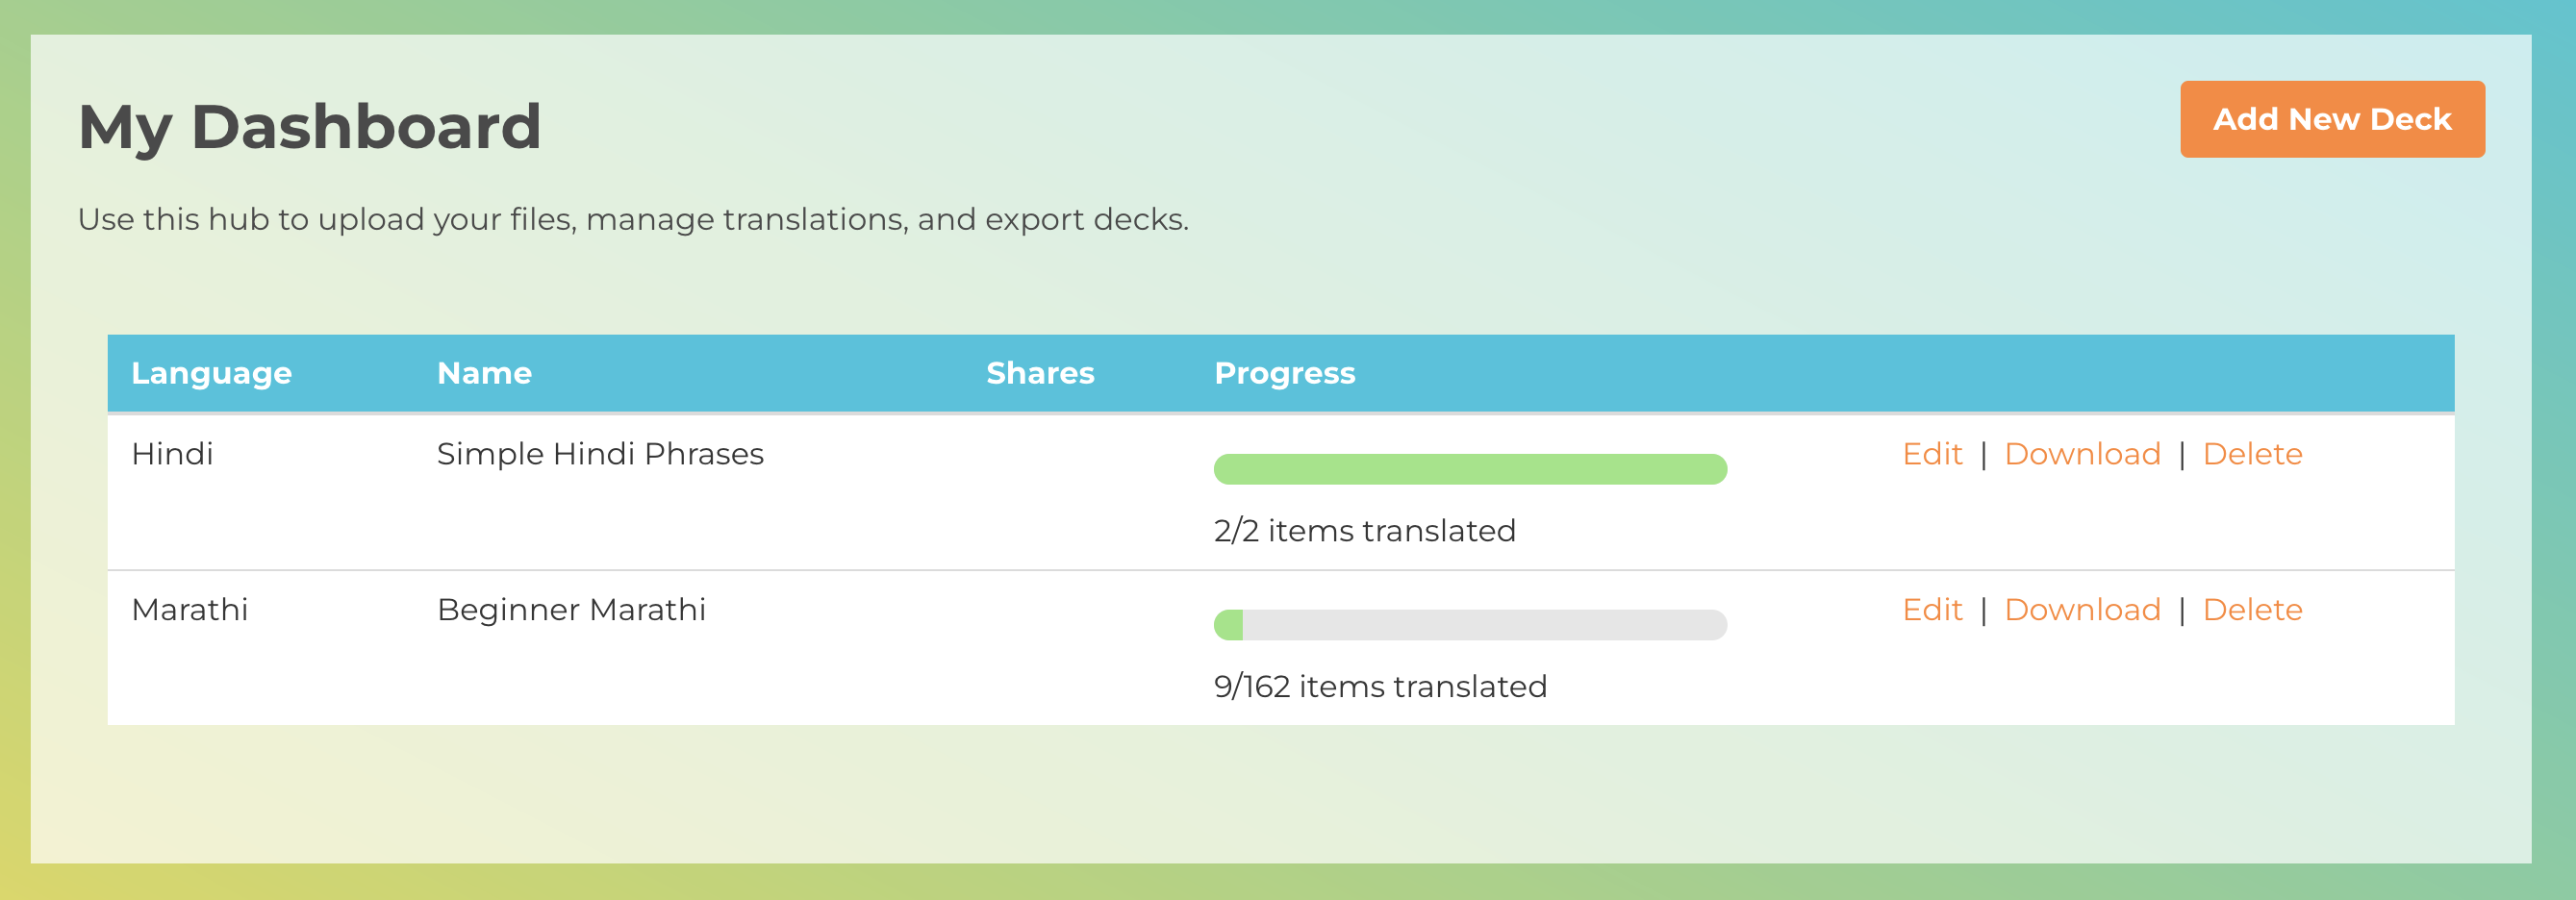 My Dashboard
Add New Deck
Use this hub to upload your files, manage translations, and export decks.
Language Name Shares Progress
Hindi Simple Hindi Phrases Edit | Download | Delete
2/2 items translated
Marathi Beginner Marathi Edit | Download | Delete
9/162 items translated